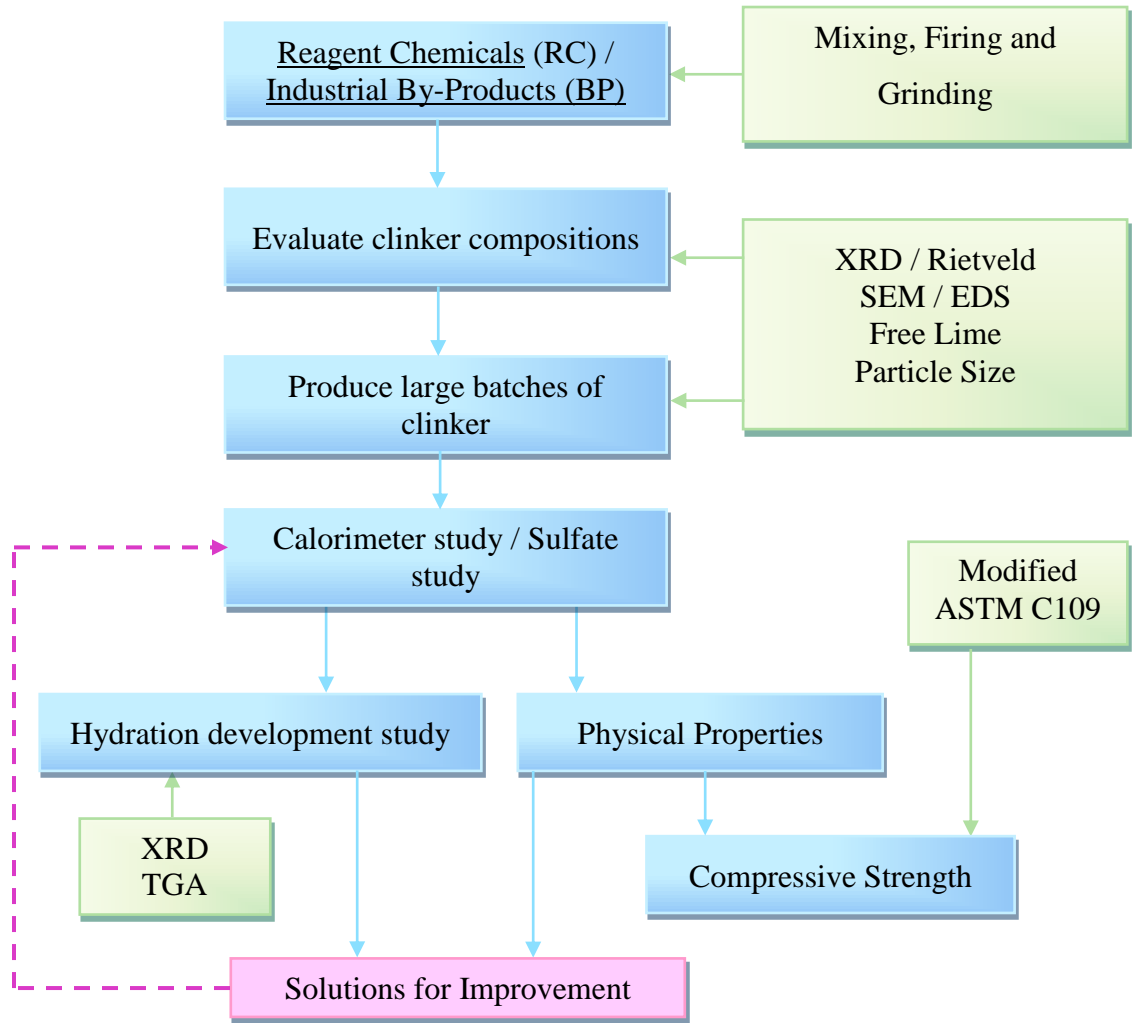 Reagent Chemicals (RC) /
Industrial By-Products (BP)
Mixing, Firing and
Grinding
Evaluate clinker compositions
XRD / Rietveld
SEM / EDS
Free Lime
Particle Size
Produce large batches of
clinker
Calorimeter study / Sulfate
study
Modified
ASTM C109
Hydration development study
Physical Properties
XRD
TGA
Compressive Strength
Solutions for Improvement